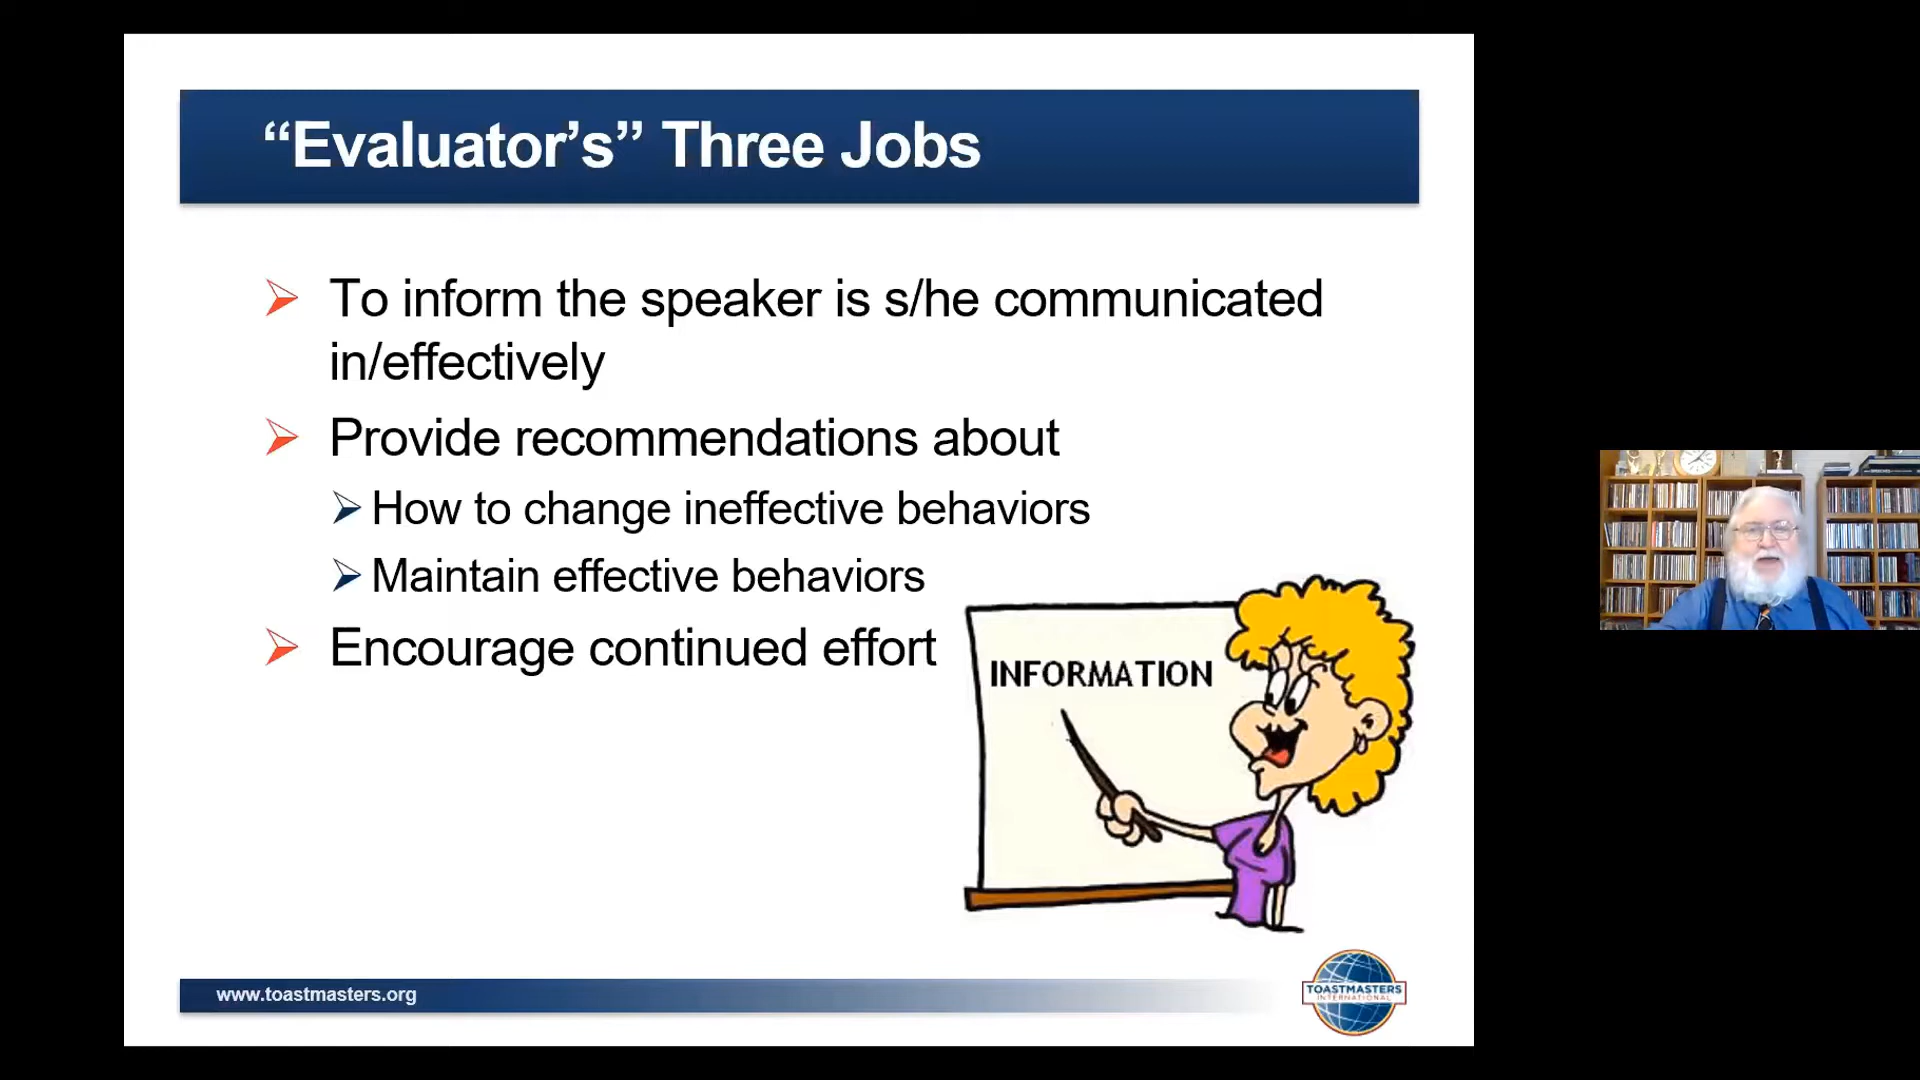 “Evaluator’s” Three Jobs
To inform the speaker is s/he communicated
in/effectively
Provide recommendations about
How to change ineffective behaviors
Maintain effective behaviors
Encourage continued effort
INFORMATION
www.toastmasters.org
TOASTMASTERS
INTERNATIONAL